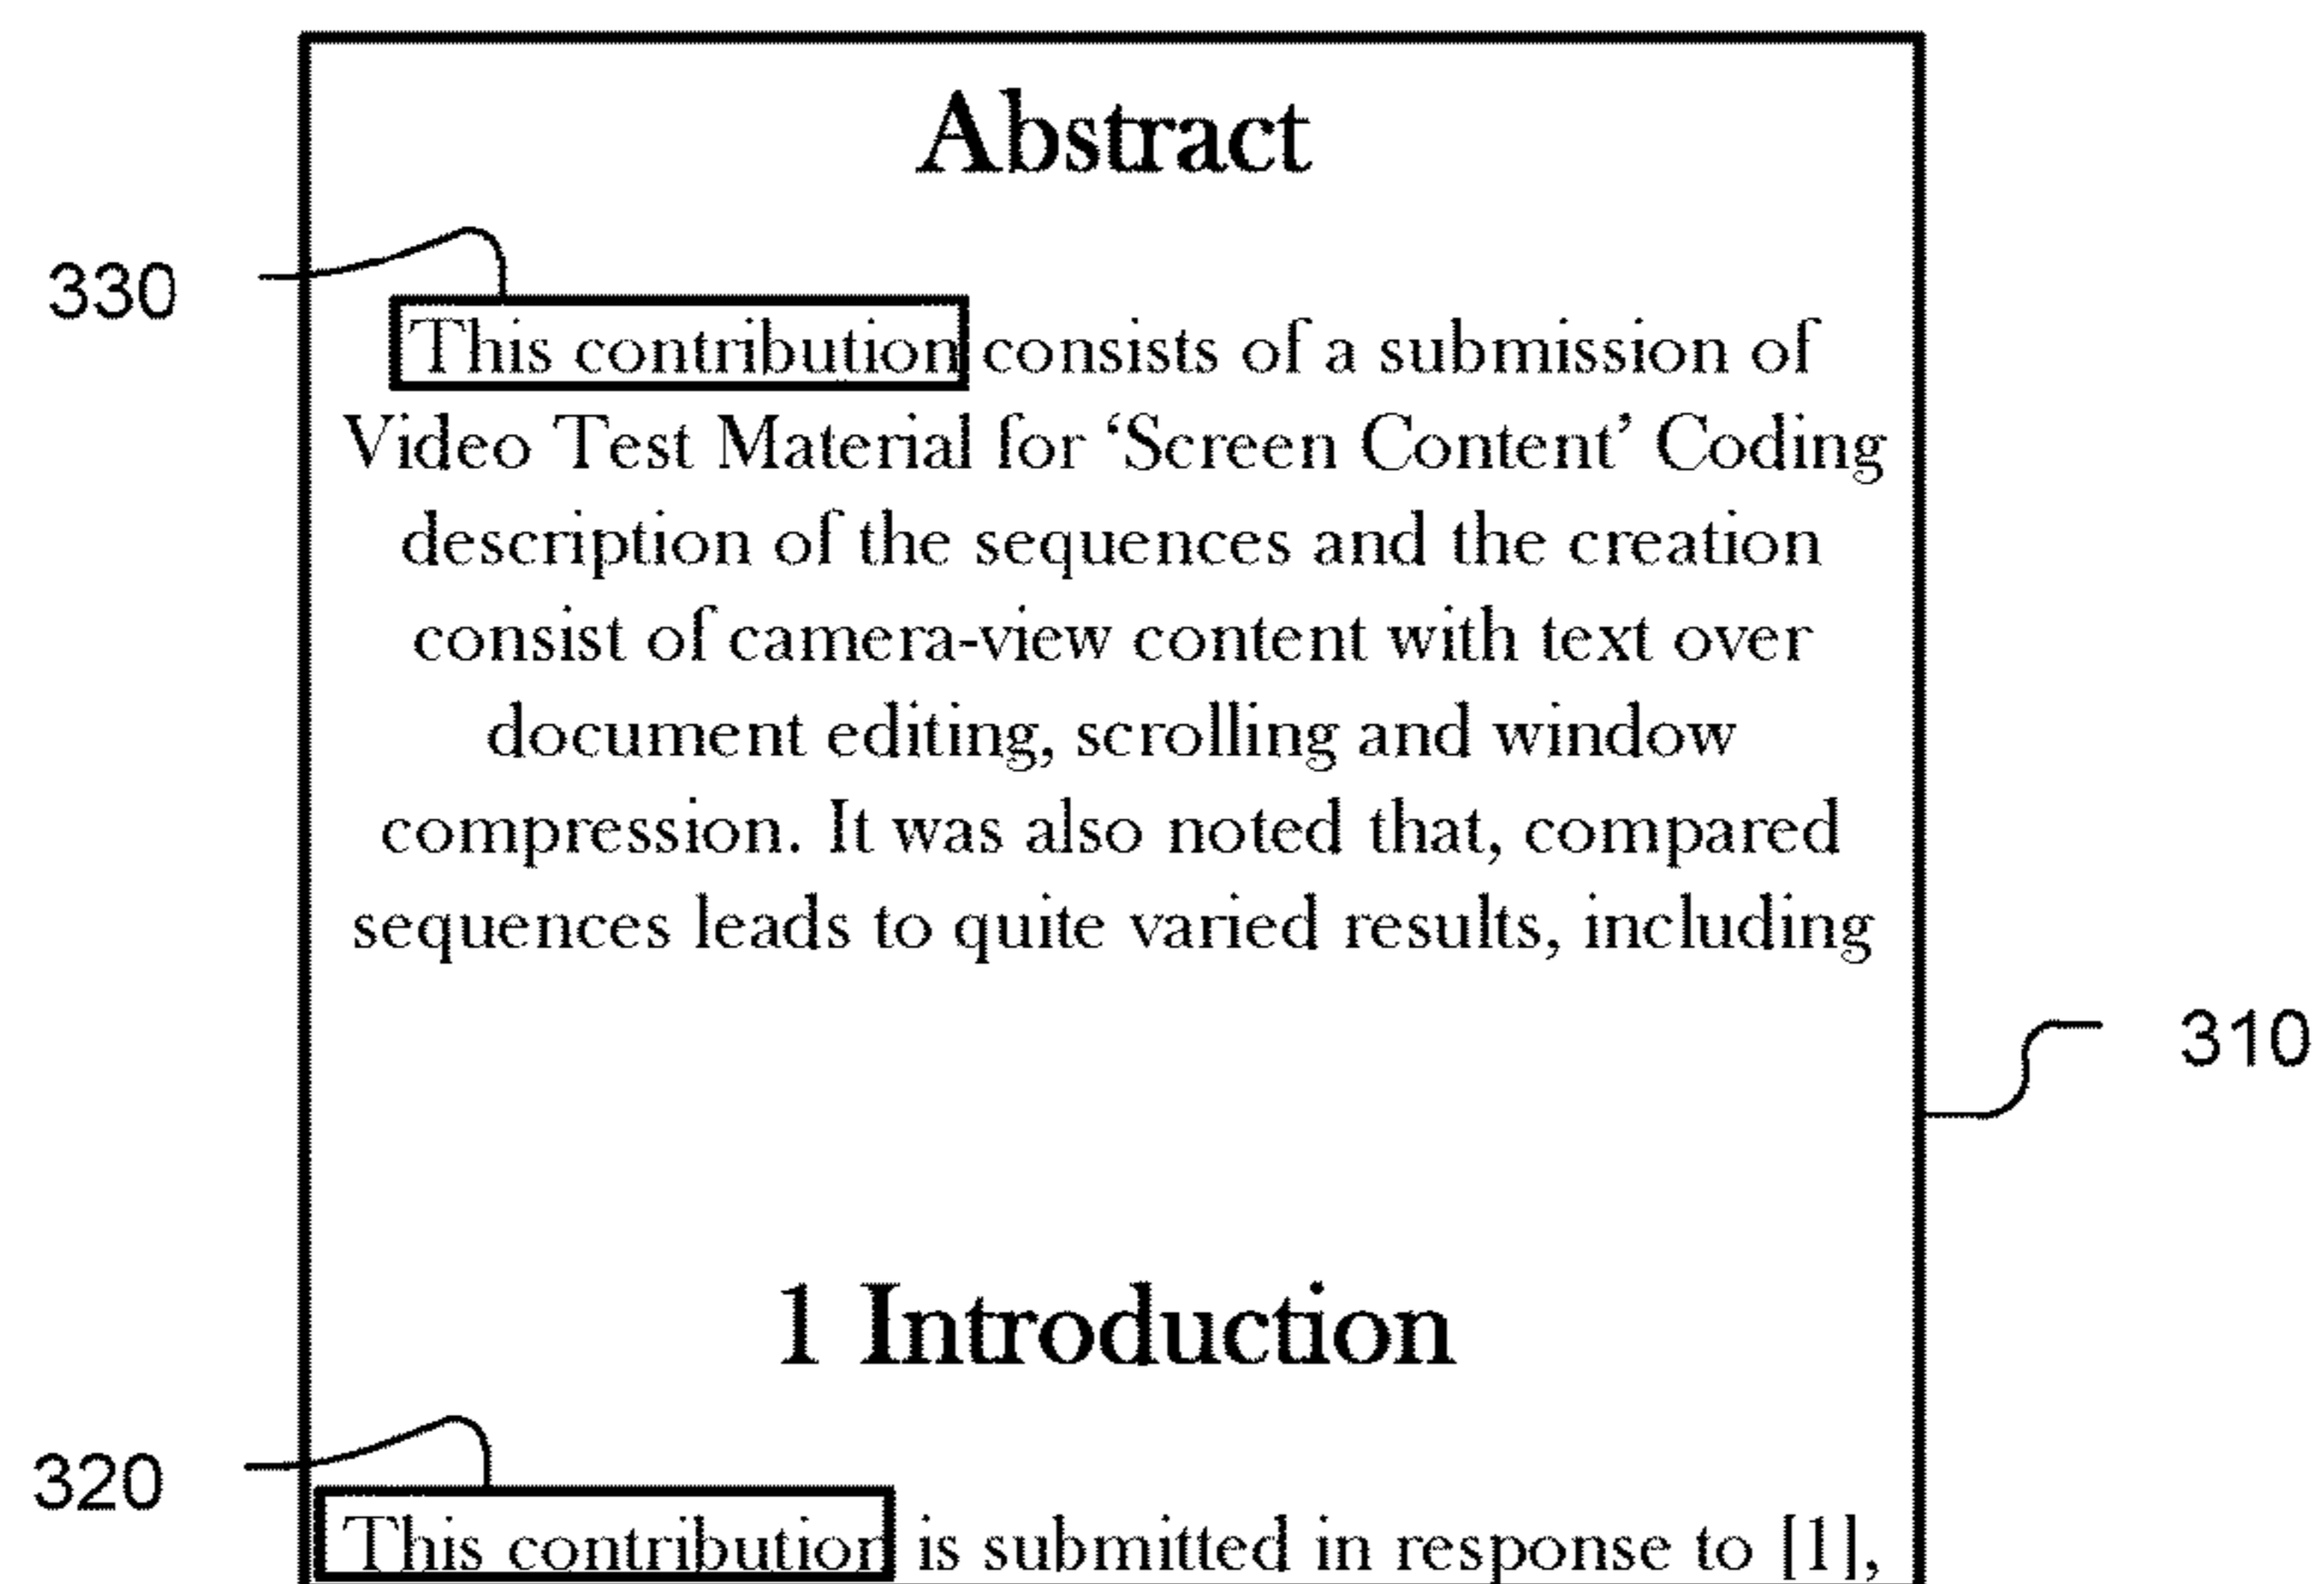 Abstract
330
This contribution consists of a submission of
Video Test Material for ‘Screen Content’ Coding
description of the sequences and the creation
consist of camera-view content with text over
document editing, scrolling and window
compression. It was also noted that, compared
sequences leads to quite varied results, including
310
1 Introduction
320
This contribution is submitted in response to [1],